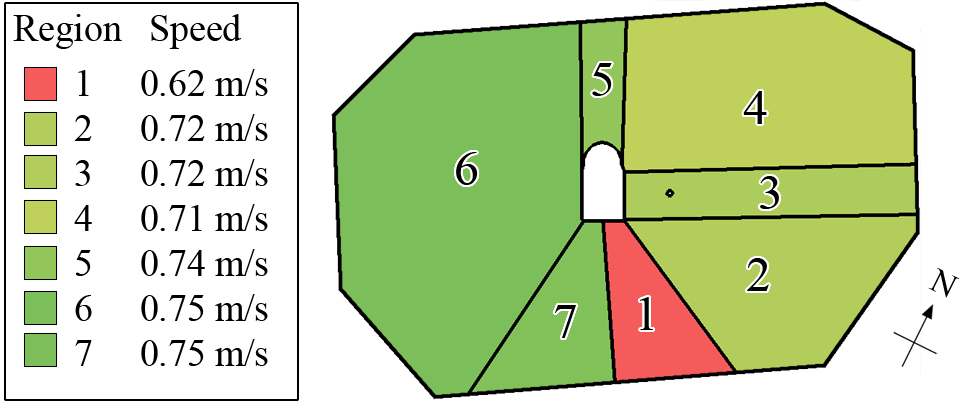 Region Speed
1 0.62 m/s
2 0.72 m/s
3 0.72 m/s
4 0.71 m/s
5 0.74 m/s
6 0.75 m/s
7 0.75 m/s
5
4
6
3
2
7
1
N